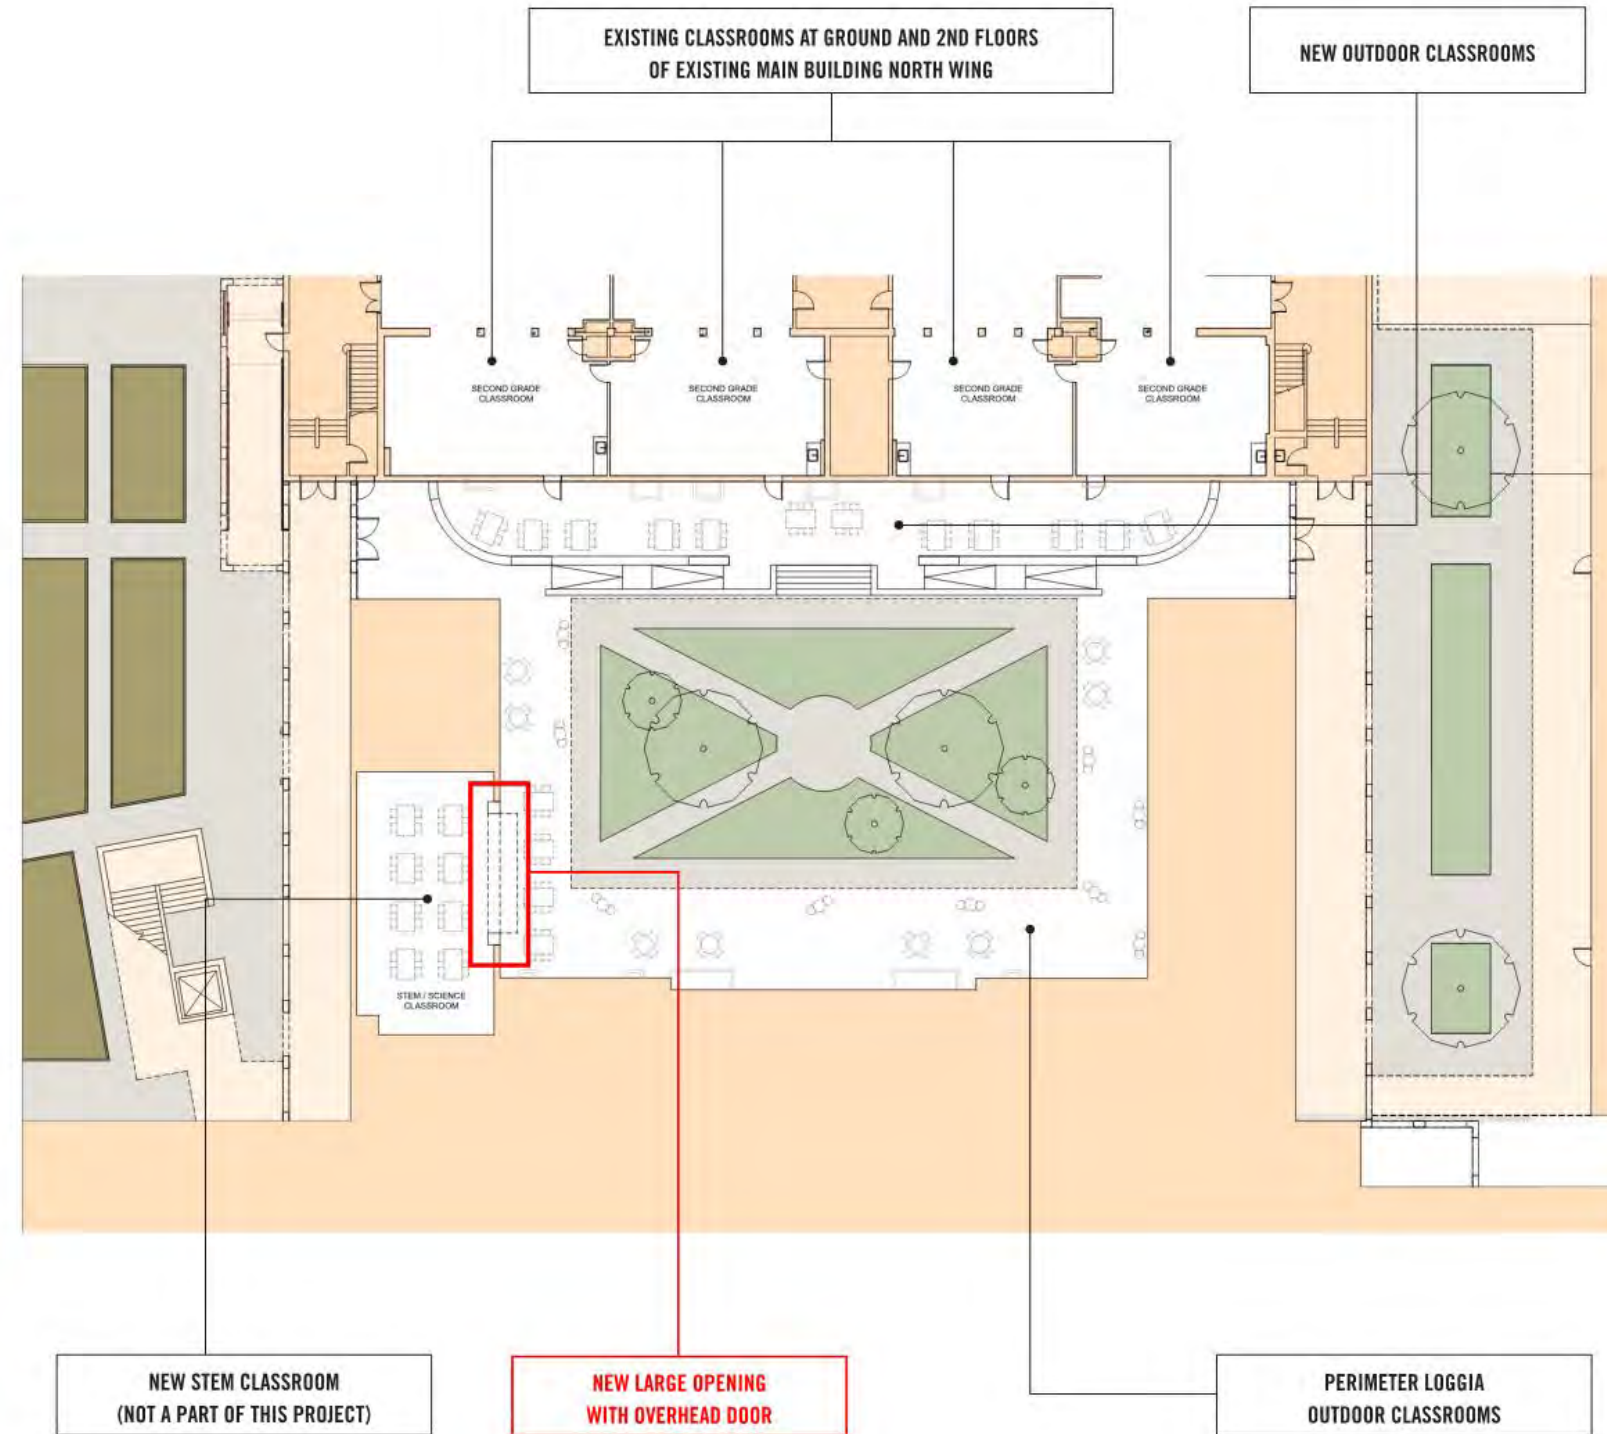 EXISTING CLASSROOMS AT GROUND AND 2ND FLOORS
OF EXISTING MAIN BUILDING NORTH WING
NEW OUTDOOR CLASSROOMS
SECOND GRADE
CLASSROOM
SECOND GRADE
CLASSROOM
SECOND GRADE
CLASSROOM
SECOND GRADE
CLASSROOM
STEM / SCIENCE
CLASSROOM
NEW STEM CLASSROOM
(NOT A PART OF THIS PROJECT)
NEW LARGE OPENING
WITH OVERHEAD DOOR
PERIMETER LOGGIA
OUTDOOR CLASSROOMS